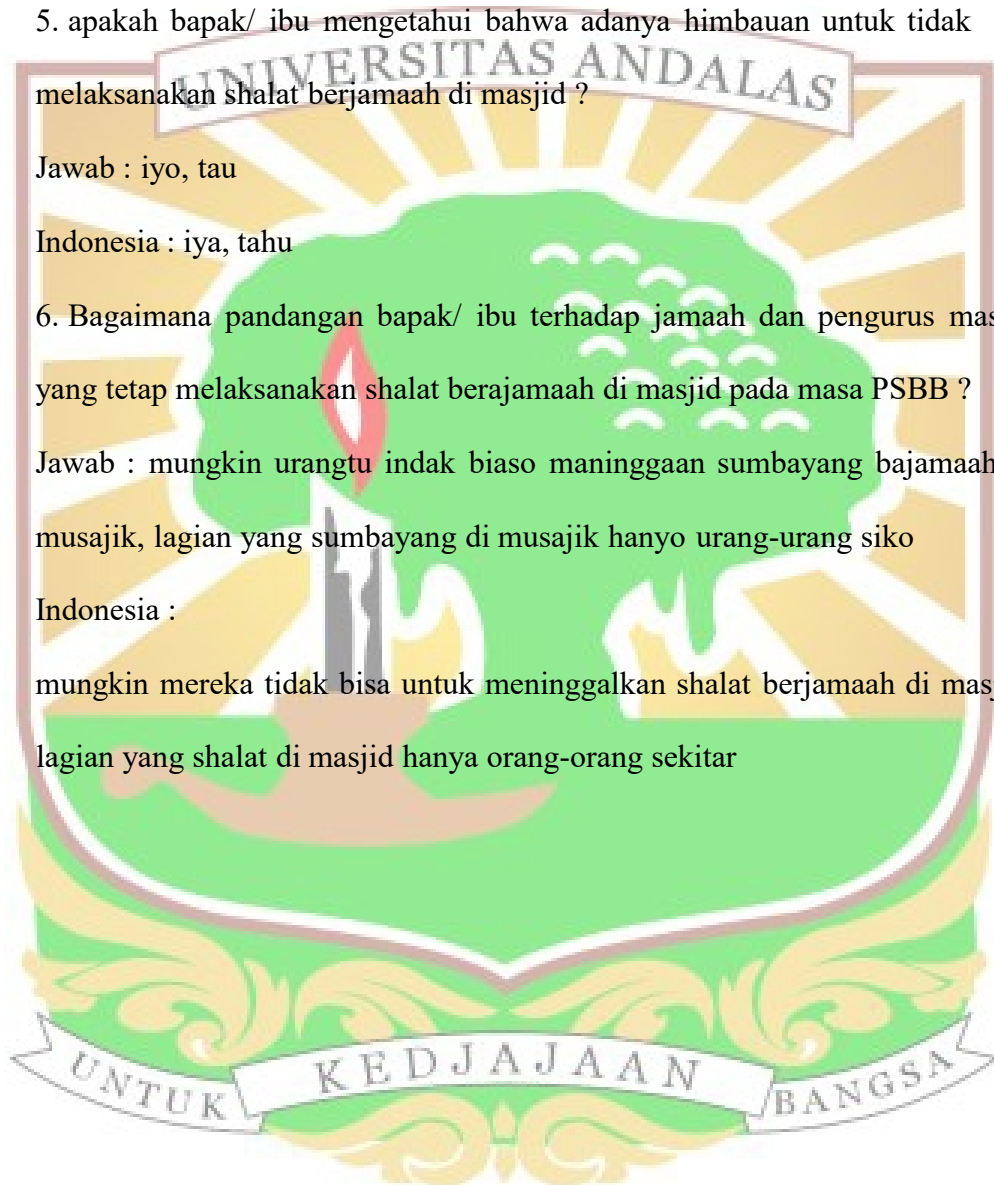 5. apakah bapak/ ibu mengetahui bahwa adanya himbauan untuk tidak
UNIVERSITAS ANDALAS
melaksanakan shalat berjamaah di masjid ?
Jawab : iyo, tau
Indonesia : iya, tahu
6. Bagaimana pandangan bapak/ ibu terhadap jamaah dan pengurus
yang tetap melaksanakan shalat berajamaah di masjid pada masa PSBB ?
Jawab : mungkin urangtu indak biaso maninggaan sumbayang bajamaah
musajik, lagian yang sumbayang di musajik hanyo urang-urang siko
Indonesia :
mungkin mereka tidak bisa untuk meninggalkan shalat berjamaah di
lagian yang shalat di masjid hanya orang-orang sekitar
UNTUK KEDJAJAAN BANGSA